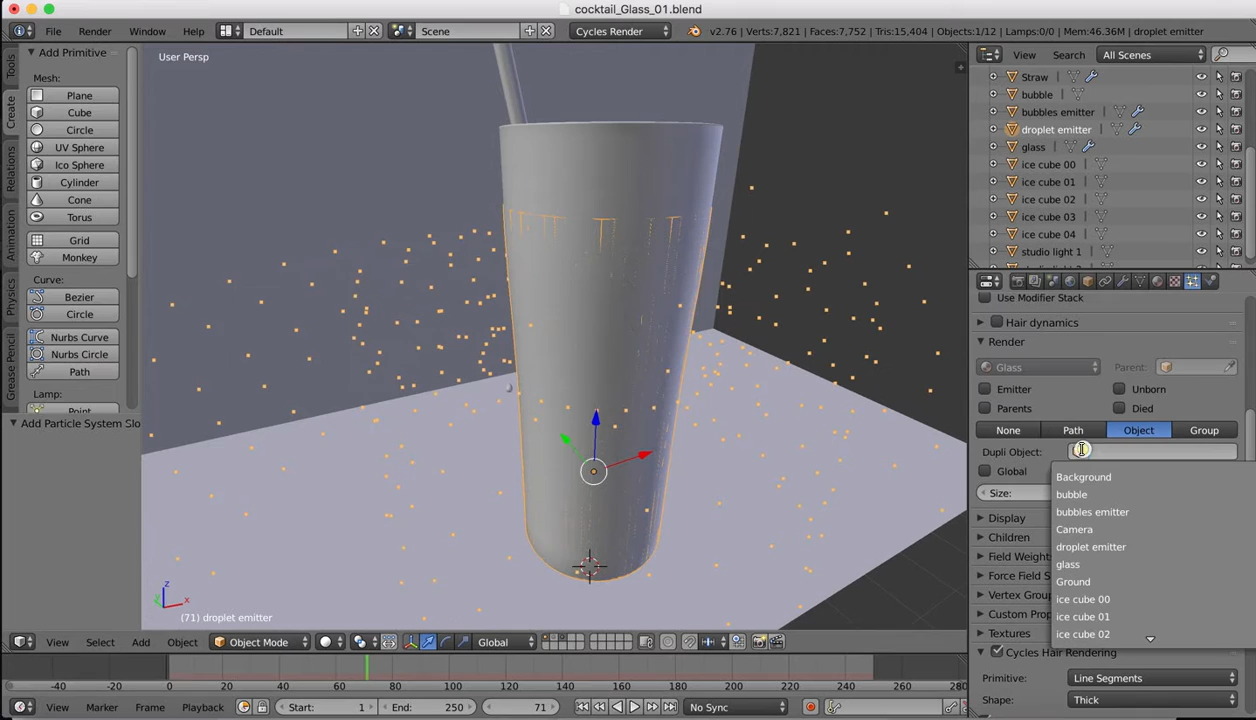 cocktail_Glass_01.blend
File Render Window Help Default Scene Cycles Render v2.76 | Verts:7,821 | Faces:7,752 | Tris:15,404 | Objects:1/12 | Lamps:0/0 | Mem:46.36M | droplet emitter
Tools
Create
Relations
Animation
Physics
Grease Pencil
Add Primitive
Mesh:
Plane
Cube
Circle
UV Sphere
Ico Sphere
Cylinder
Cone
Torus
Grid
Monkey
Curve:
Bezier
Circle
Nurbs Curve
Nurbs Circle
Path
Lamp:
Point
Add Particle System Slo
User Persp
z
x
(71) droplet emitter
View Select Add Object Object Mode Global
-40 -20 0 20 40 60 80 100 120 140 160 180 200 220 240 260 280
View Marker Frame Playback Start: 1 End: 250 71 No Sync
View Search All Scenes
Straw
bubble
bubbles emitter
droplet emitter
glass
ice cube 00
ice cube 01
ice cube 02
ice cube 03
ice cube 04
studio light 1
Use Modifier Stack
Hair dynamics
Render
Glass Parent:
Emitter Unborn
Parents Died
None Path Object Group
Dupli Object:
Global
Size:
Display
Children
Field Weight
Force Field S
Vertex Group
Custom Prop
Textures
Background
bubble
bubbles emitter
Camera
droplet emitter
glass
Ground
ice cube 00
ice cube 01
ice cube 02
Cycles Hair Rendering
Primitive: Line Segments
Shape: Thick